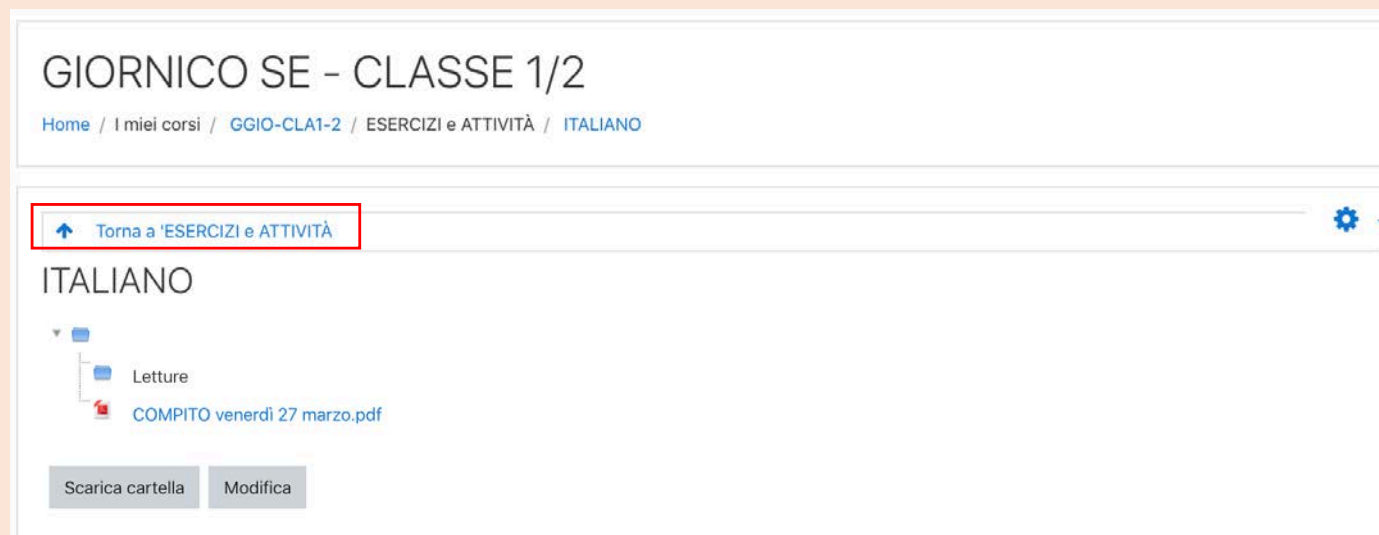 GIORNICO SE - CLASSE 1/2
Home / I miei corsi / GGIO-CLA1-2 / ESERCIZI e ATTIVITÀ / ITALIANO
Torna a 'ESERCIZI e ATTIVITÀ
ITALIANO
Letture
COMPITO venerdì 27 marzo.pdf
Scarica cartella Modifica